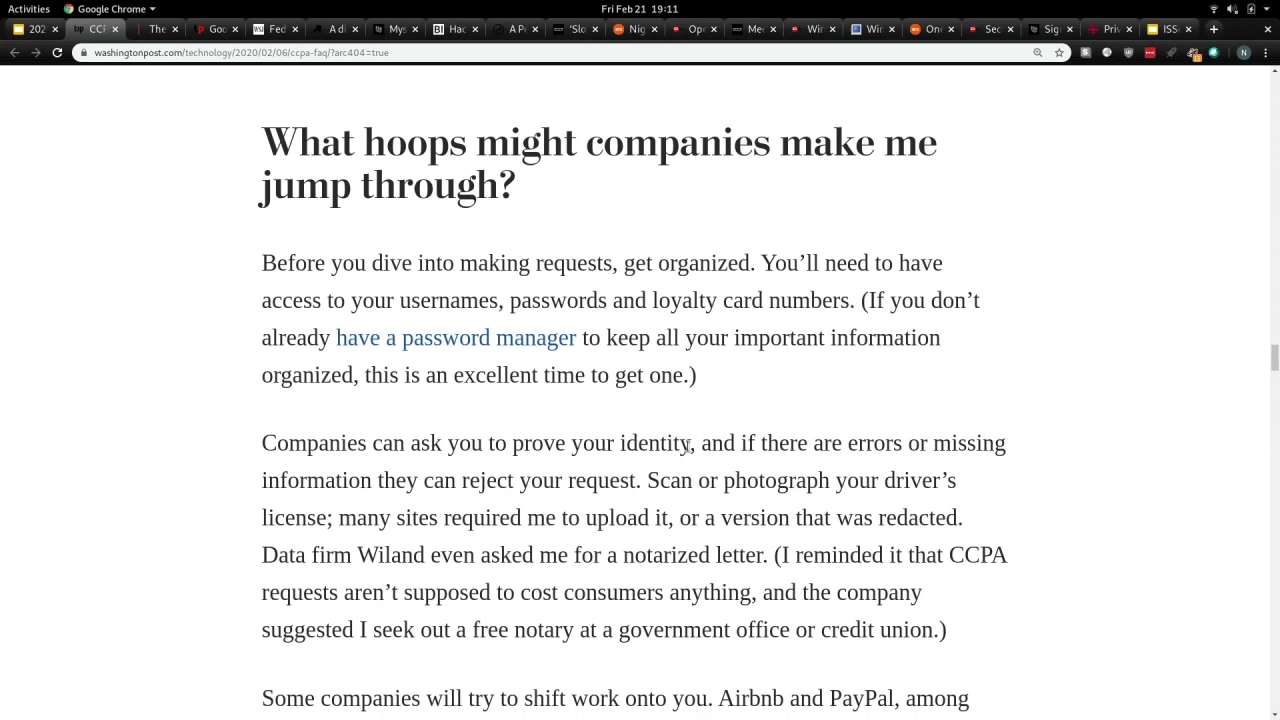 Activities
Google Chrome
Fri Feb 21 19:11
202
CCP
The
Goo
Fed
A di
Mys
BI Hac
A Pe
'Slo
Nig
Ope
Mee
Win
Win
One
Sec
Sig
Priv
ISS
washingtonpost.com/technology/2020/02/06/ccpa-faq/?arc404=true
N
What hoops might companies make me
jump through?
Before you dive into making requests, get organized. You’ll need to have
access to your usernames, passwords and loyalty card numbers. (If you don’t
already have a password manager to keep all your important information
organized, this is an excellent time to get one.)
Companies can ask you to prove your identity, and if there are errors or missing
information they can reject your request. Scan or photograph your driver’s
license; many sites required me to upload it, or a version that was redacted.
Data firm Wiland even asked me for a notarized letter. (I reminded it that CCPA
requests aren’t supposed to cost consumers anything, and the company
suggested I seek out a free notary at a government office or credit union.)
Some companies will try to shift work onto you. Airbnb and PayPal, among